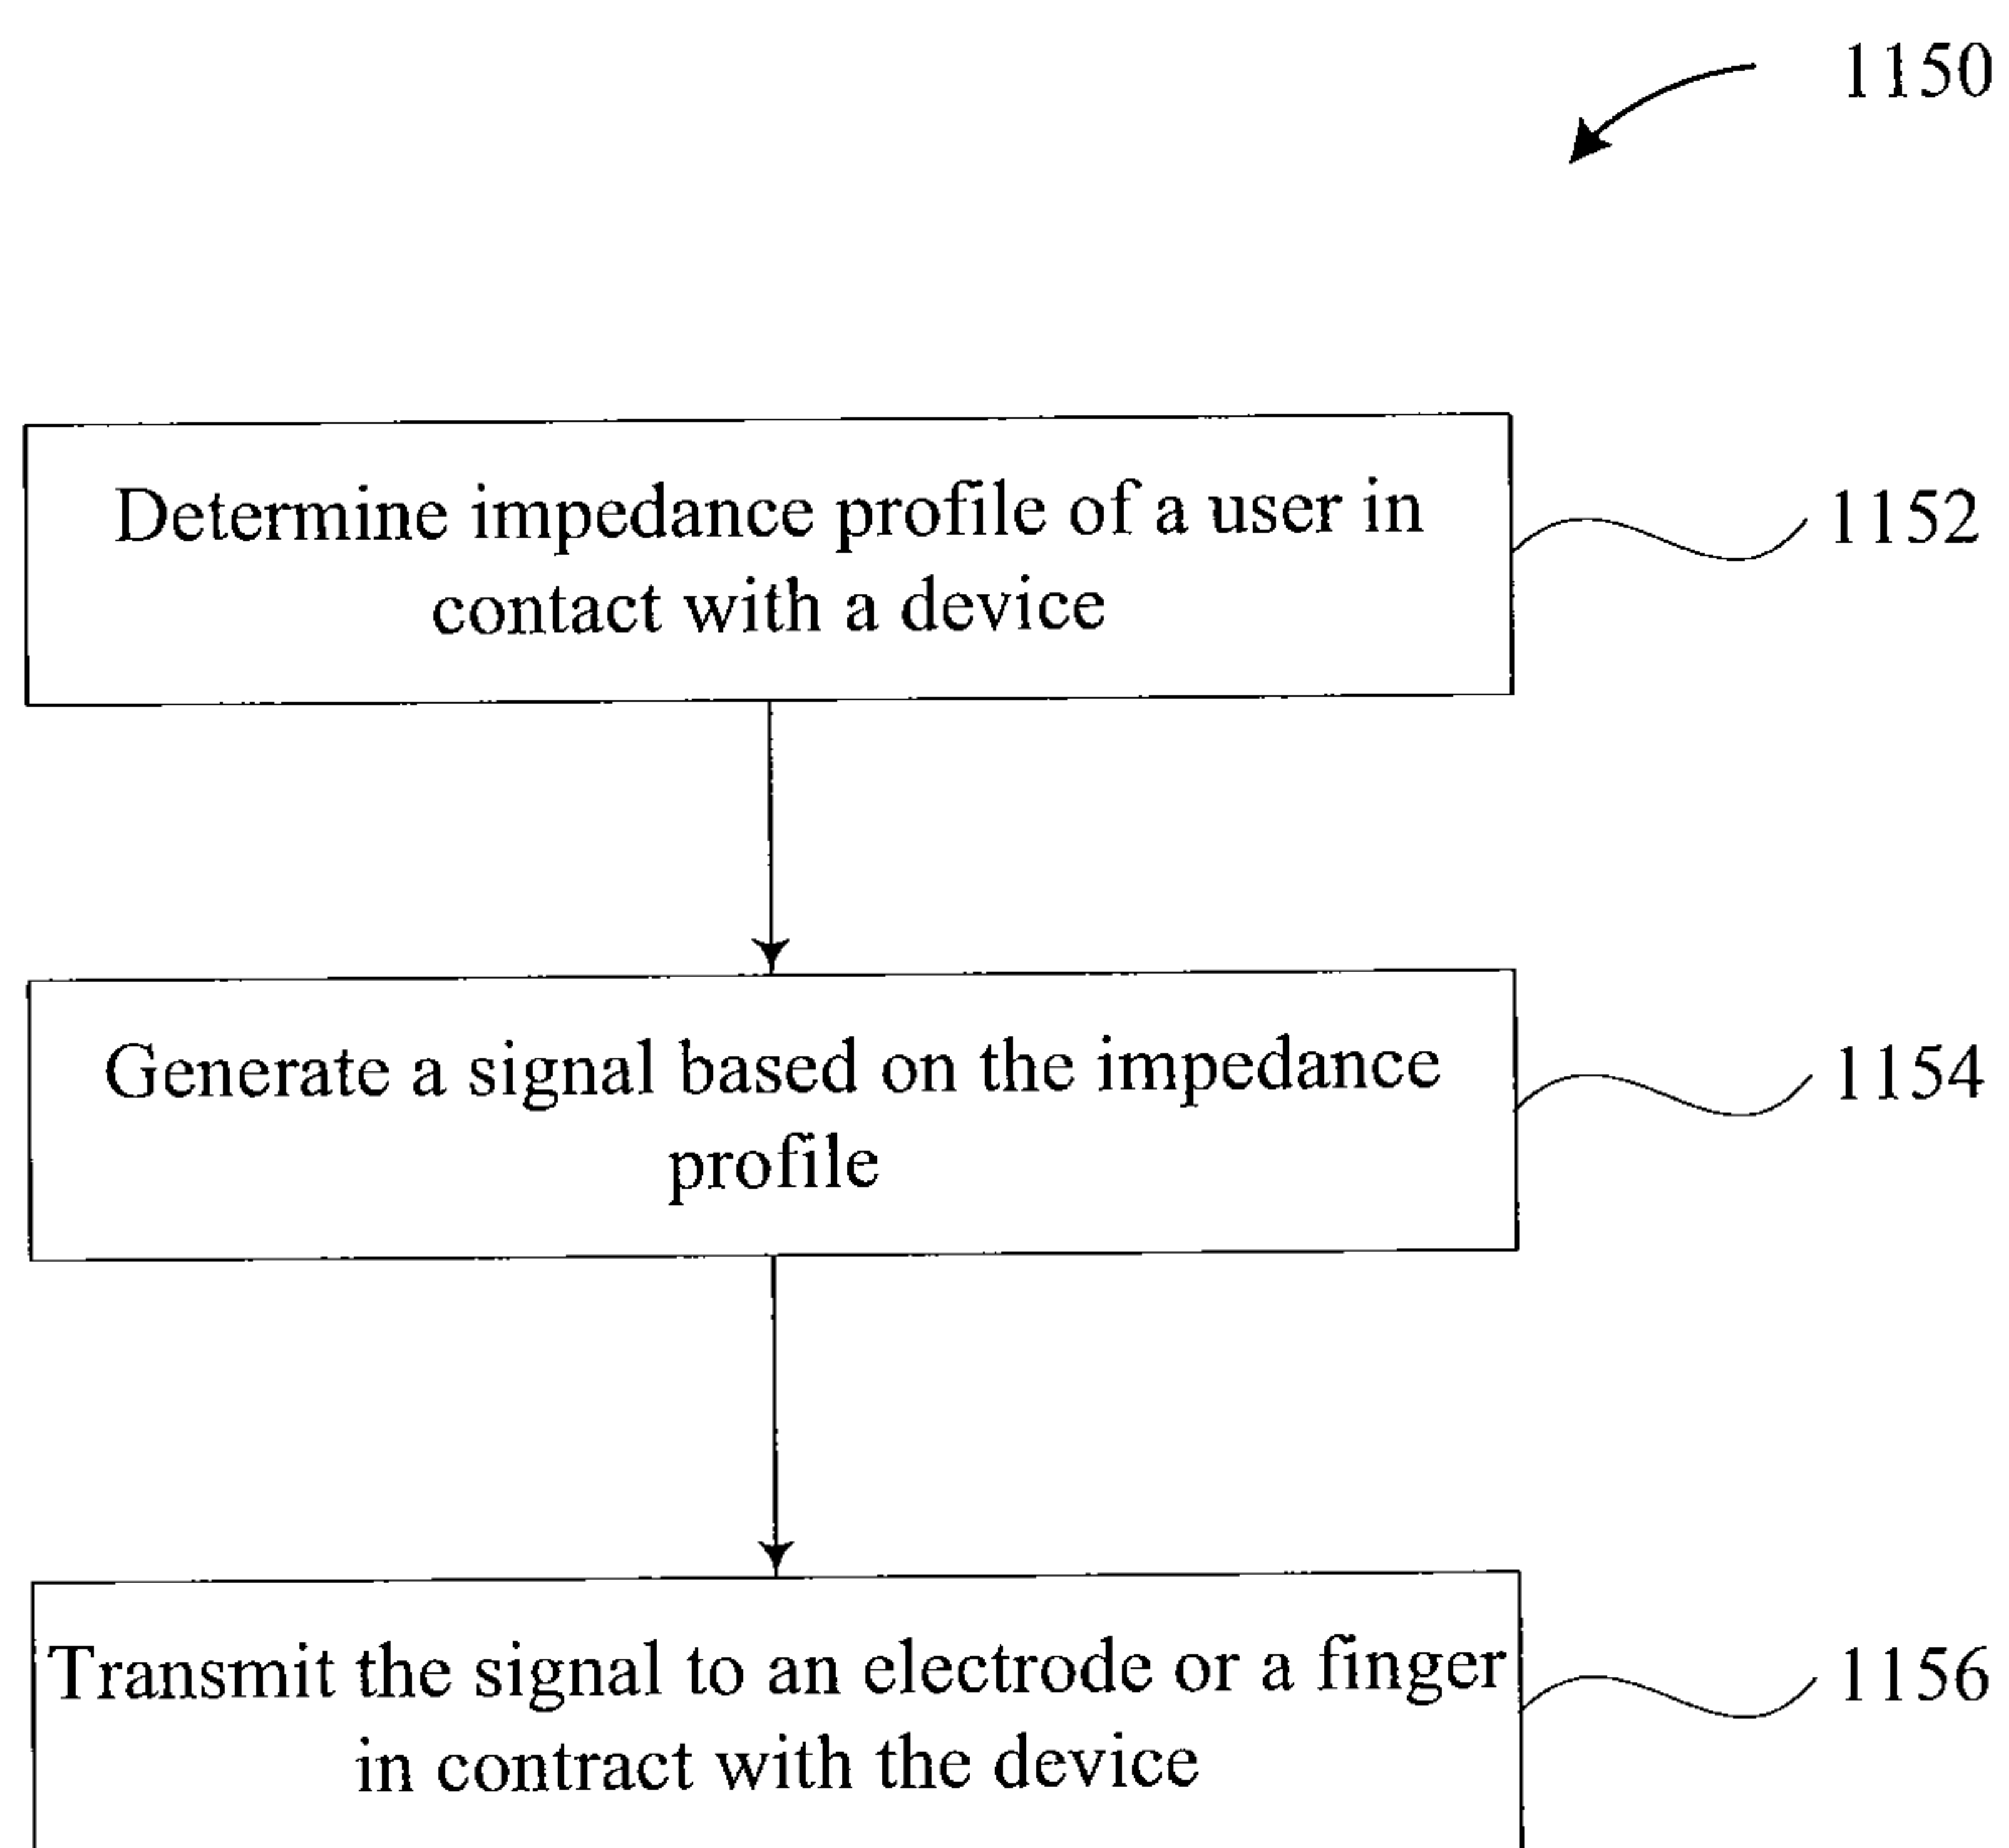 1150
Determine impedance profile of a user in
contact with a device
1152
Generate a signal based on the impedance
profile
1154
Transmit the signal to an electrode or a finger
in contract with the device
1156